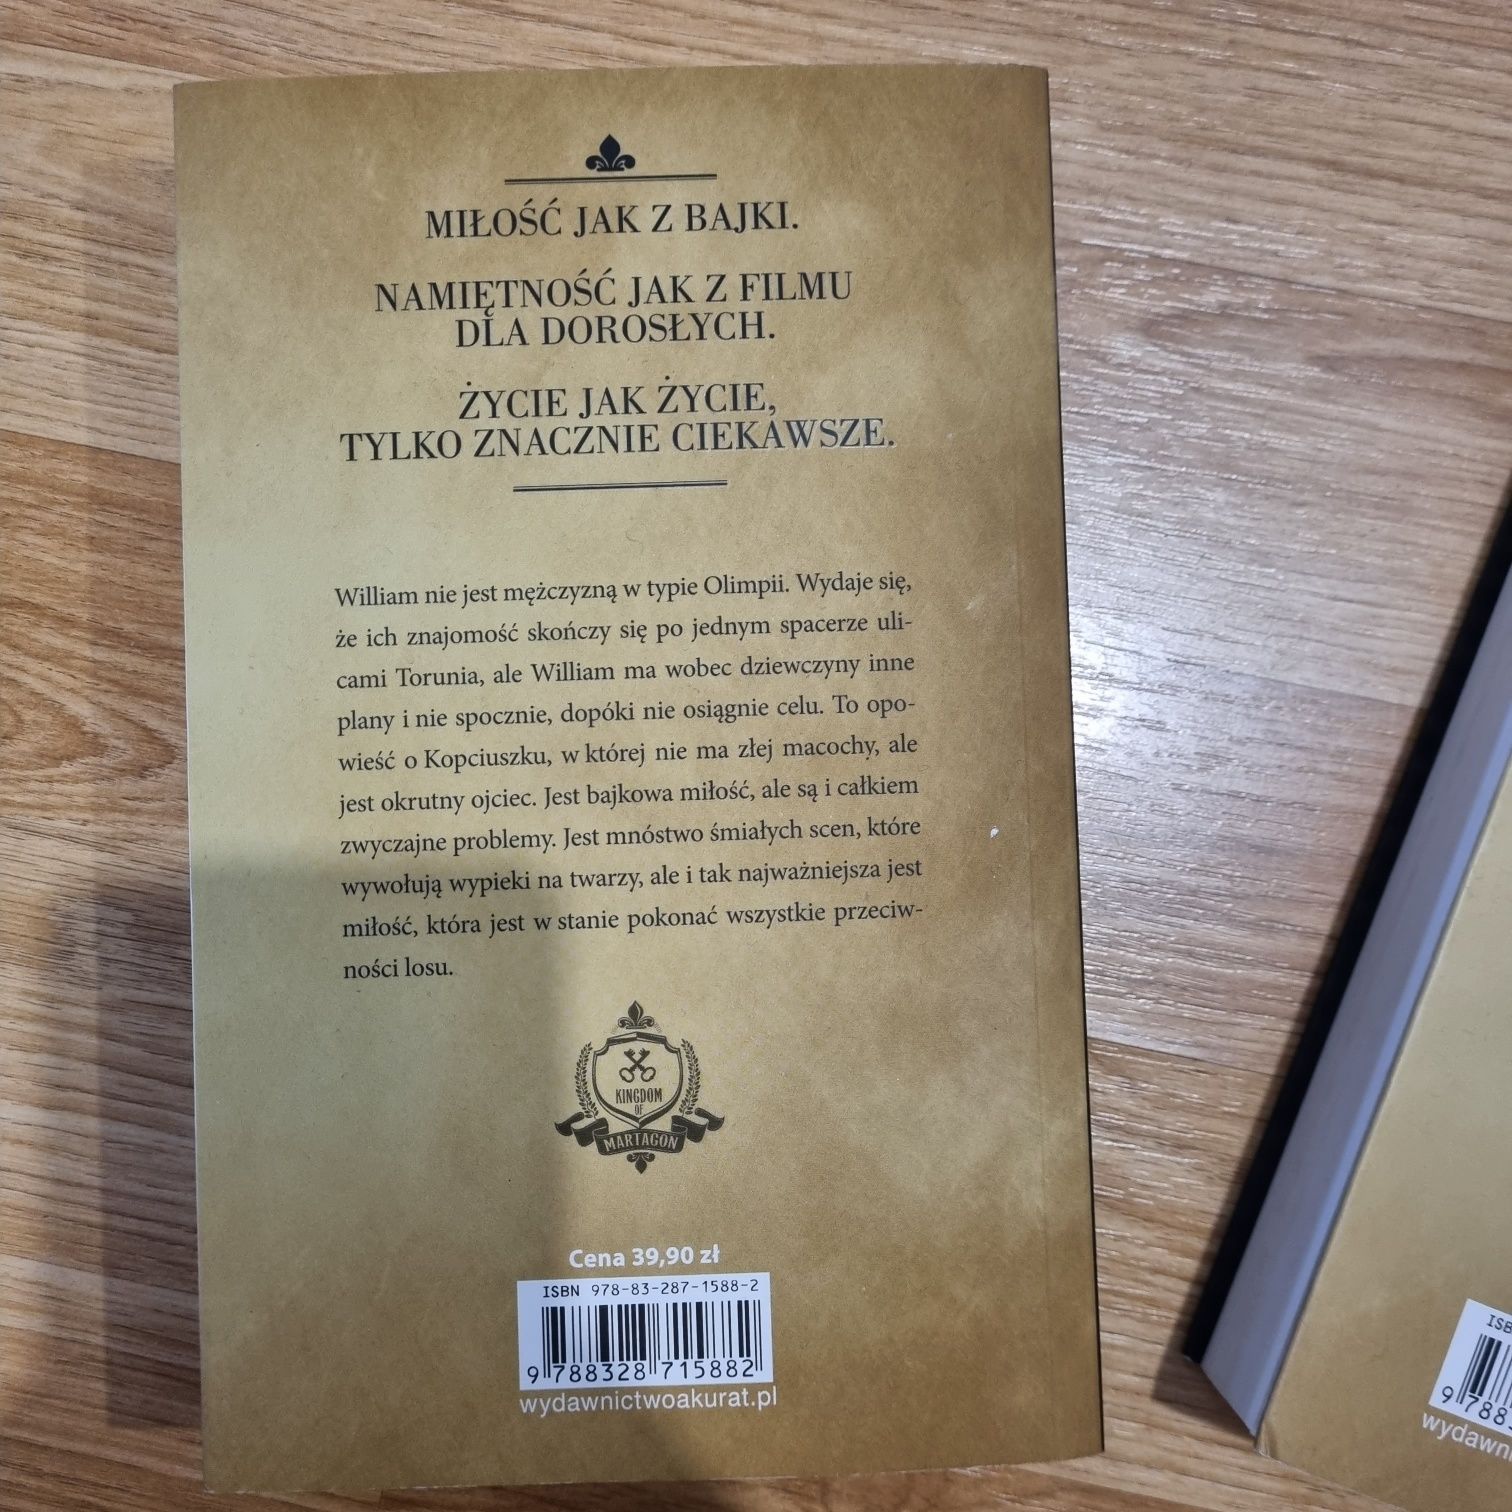 MIŁOŚĆ JAK Z BAJKI.
NAMIĘTNOŚĆ JAK Z FILMU
DLA DOROSŁYCH.
ŻYCIE JAK ŻYCIE,
TYLKO ZNACZNIE CIEKAWSZE.
William nie jest mężczyzną w typie Olimpii. Wydaje się,
że ich znajomość skończy się po jednym spacerze uli-
cami Torunia, ale William ma wobec dziewczyny inne
plany i nie spocznie, dopóki nie osiągnie celu. To opo-
wieść o Kopciuszku, w której nie ma złej macochy, ale
jest okrutny ojciec. Jest bajkowa miłość, ale są i całkiem
zwyczajne problemy. Jest mnóstwo śmiałych scen, które
wywołują wypieki na twarzy, ale i tak najważniejsza jest
miłość, która jest w stanie pokonać wszystkie przeciw-
ności losu.
KINGDOM
OF
MARTAGON
Cena 39,90 zł
ISBN 978-83-287-1588-2
9 788328 715882
wydawnictwoakurat.pl